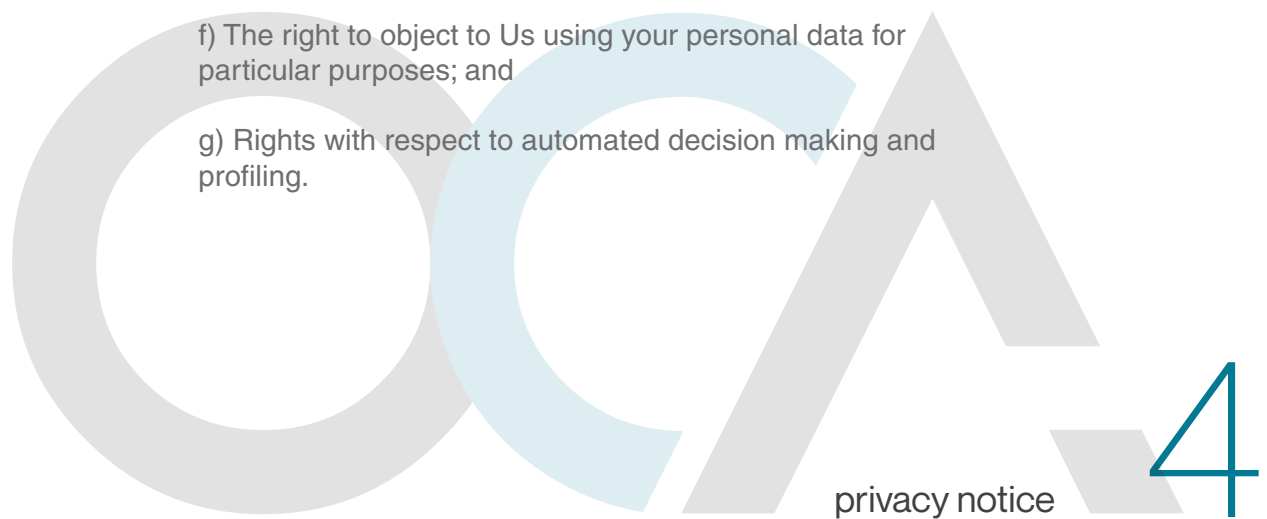 f) The right to object to Us using your personal data for
particular purposes; and
g) Rights with respect to automated decision making and
profiling.
OCA
privacy notice
4